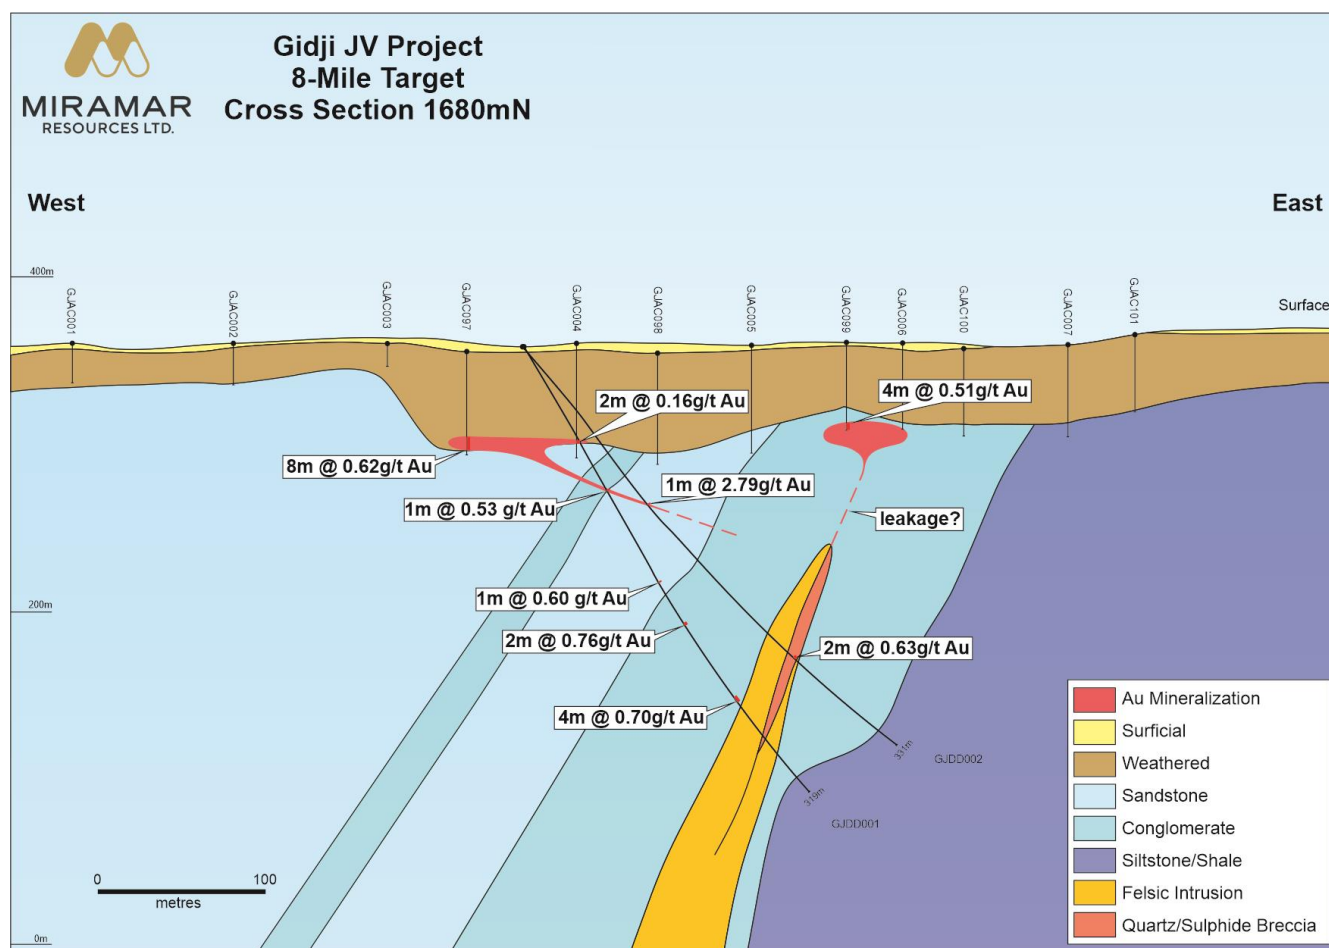 MIRAMAR
RESOURCES LTD.
Gidji JV Project
8-Mile Target
Cross Section 1680mN
West
East
400m
GJAC001
GJAC002
GJAC003
GJAC097
GJAC004
GJAC098
GJAC005
GJAC099
GJAC006
GJAC100
GJAC007
GJAC101
Surface
2m @ 0.16g/t Au
4m @ 0.51g/t Au
8m @ 0.62g/t Au
1m @ 2.79g/t Au
1m @ 0.53 g/t Au
leakage?
1m @ 0.60 g/t Au
200m
2m @ 0.76g/t Au
2m @ 0.63g/t Au
4m @ 0.70g/t Au
331m
GJDD002
319m
GJDD001
Au Mineralization
Surficial
Weathered
Sandstone
Conglomerate
Siltstone/Shale
Felsic Intrusion
Quartz/Sulphide Breccia
0
100
metres
0m